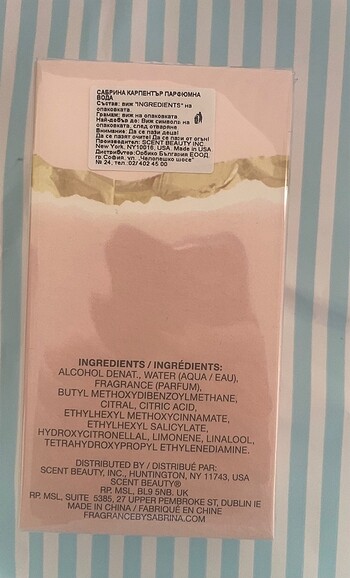 САБРИНА КАРПЕНТЪР ПАРФЮМНА
ВОДА
Състав: виж "INGREDIENTS" на
опаковката.
Грамаж: виж на опаковката
Най-добър до: Виж символа на
опаковката, след отваряне
Внимание: Да се пази деца!
Да се пазят очите! Да се пази от огън!
Производител: SCENT BEAUTY INC.
New York, NY10016, USA. Made in USA
Дистрибутор: Орбико България ЕООД
гр.София, ул. „Челопешко шосе"
№ 24, тел.:02/402 45 00
INGREDIENTS / INGRÉDIENTS:
ALCOHOL DENAT., WATER (AQUA / EAU),
FRAGRANCE (PARFUM),
BUTYL METHOXYDIBENZOYLMETHANE,
CITRAL, CITRIC ACID,
ETHYLHEXYL METHOXYCINNAMATE,
ETHYLHEXYL SALICYLATE,
HYDROXYCITRONELLAL, LIMONENE, LINALOOL,
TETRAHYDROXYPROPYL ETHYLENEDIAMINE.
DISTRIBUTED BY / DISTRIBUÉ PAR:
SCENT BEAUTY, INC., HUNTINGTON, NY 11743, USA
SCENT BEAUTY®
RP. MSL, BL9 5NB. UK
RP. MSL, SUITE 5385, 27 UPPER PEMBROKE ST, DUBLIN IE
MADE IN CHINA / FABRIQUÉ EN CHINE
FRAGRANCEBYSABRINA.COM